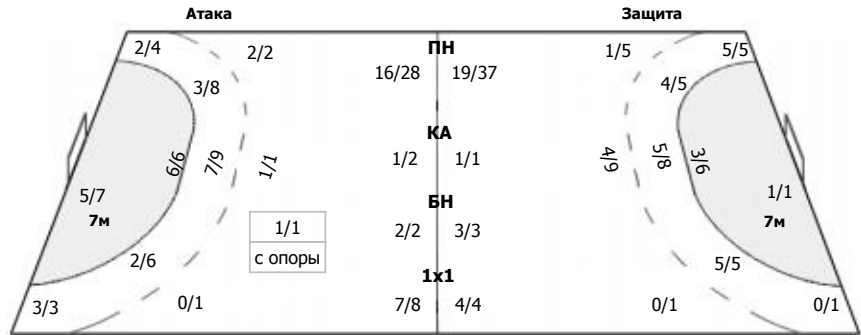 Атака Защита
2/4 2/2 ПН 1/5 5/5
16/28 19/37
3/8 4/5
КА
6/6 7/9 1/1 1/2 1/1 4/9 5/8 3/6
5/7 1/1
7м БН 7м
1/1 2/2 3/3
с опоры
2/6 5/5
1x1
3/3 0/1 7/8 4/4 0/1 0/1